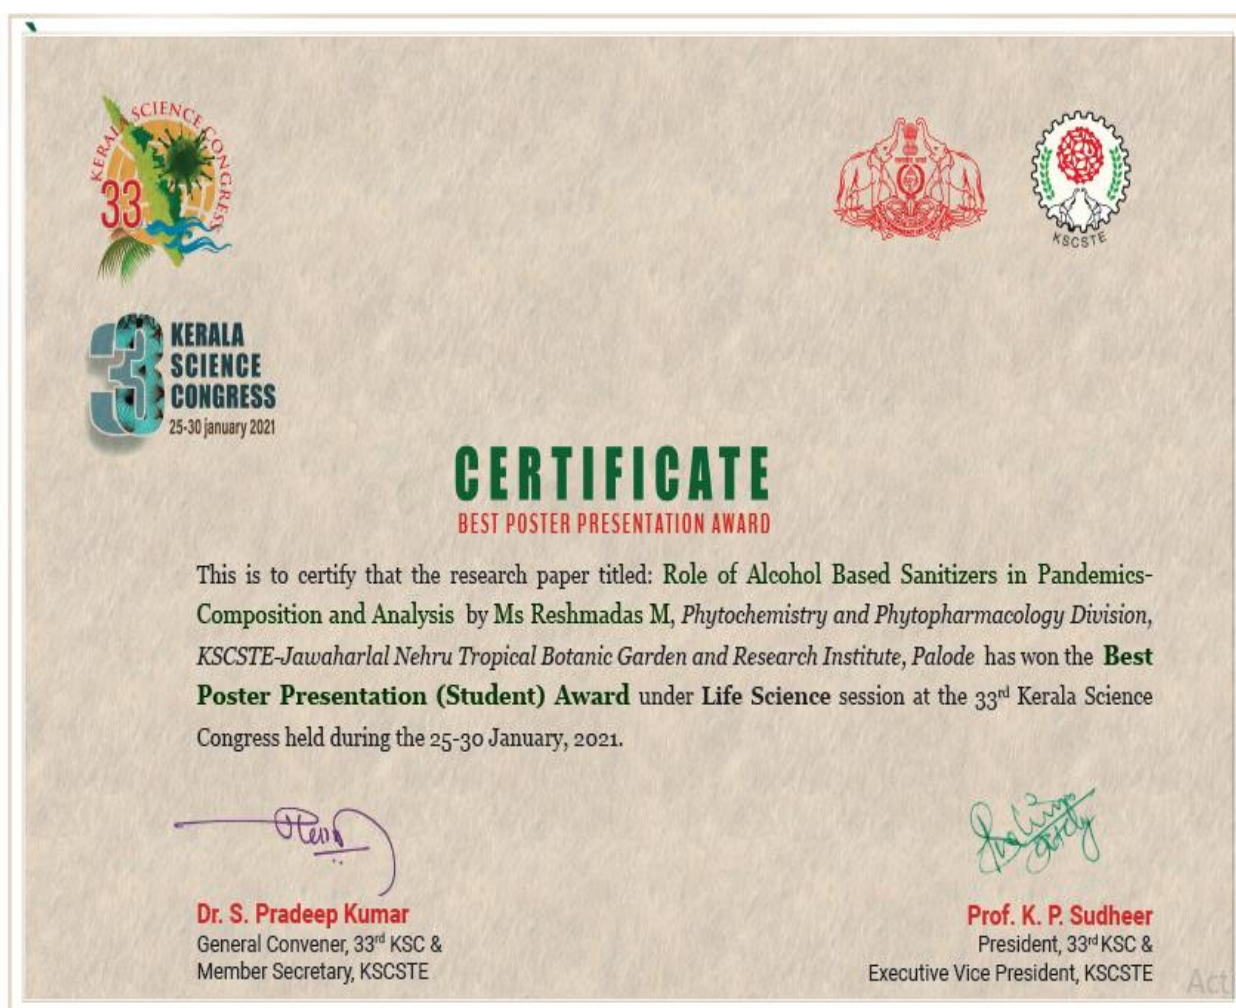 KERALA SCIENCE CONGRESS
33
KSCSTE
33
KERALA
SCIENCE
CONGRESS
25-30 january 2021
CERTIFICATE
BEST POSTER PRESENTATION AWARD
This is to certify that the research paper titled: Role of Alcohol Based Sanitizers in Pandemics-
Composition and Analysis by Ms Reshmadas M, Phytochemistry and Phytopharmacology Division,
KSCSTE-Jawaharlal Nehru Tropical Botanic Garden and Research Institute, Palode has won the Best
Poster Presentation (Student) Award under Life Science session at the 33rd Kerala Science
Congress held during the 25-30 January, 2021.
Dr. S. Pradeep Kumar
General Convener, 33rd KSC &
Member Secretary, KSCSTE
Prof. K. P. Sudheer
President, 33rd KSC &
Executive Vice President, KSCSTE
Act